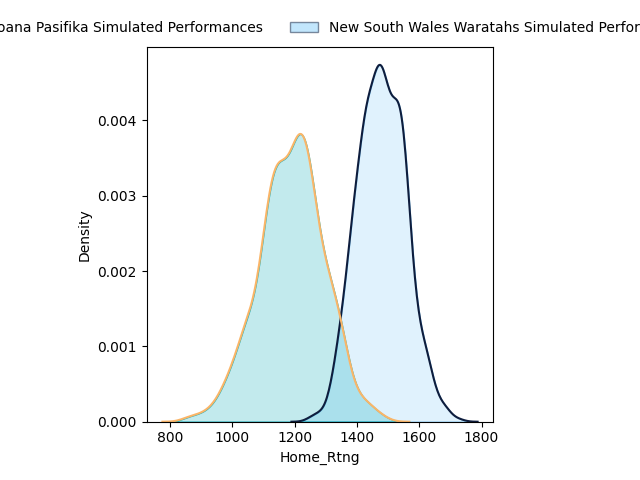 Pasifika Simulated Performances New South Wales Waratahs Simulated
0.004
0.003
0.002
0.001
0.000
Density
800 1000 1200 1400 1600 1800
Home_Rtng